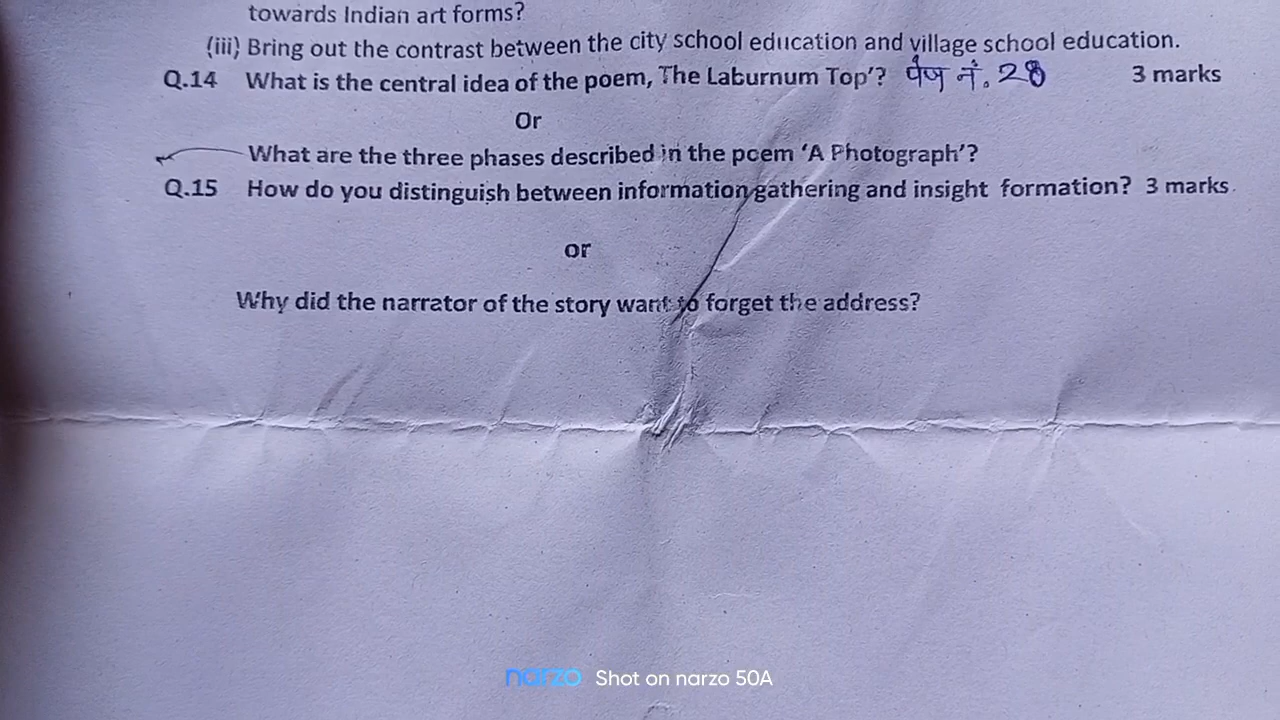 towards Indian art forms?
(iii) Bring out the contrast between the city school education and village school education.
Q.14 What is the central idea of the poem, The Laburnum Top'? पेज नं. 28 3 marks
Or
What are the three phases described in the poem ‘A Photograph’?
Q.15 How do you distinguish between information gathering and insight formation? 3 marks.
or
Why did the narrator of the story want to forget the address?
narzo Shot on narzo 50A